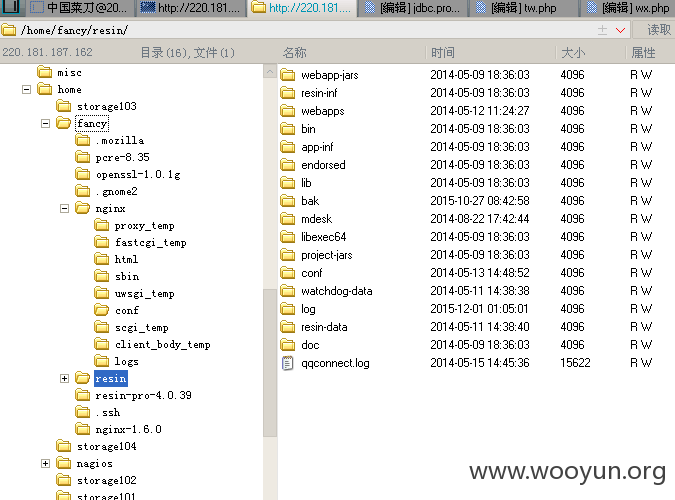 中国菜刀@20...
http://220.181....
http://220.181....
[编辑] jdbc.pro...
[编辑] tw.php
[编辑] wx.php
/home/fancy/resin/
读取
220.181.187.162
目录(16),文件(1)
名称 时间 大小 属性
misc
home
storage103
fancy
.mozilla
pcre-8.35
openssl-1.0.1g
.gnome2
nginx
proxy_temp
fastcgi_temp
html
sbin
uwsgi_temp
conf
scgi_temp
client_body_temp
logs
resin
resin-pro-4.0.39
.ssh
nginx-1.6.0
storage104
nagios
storage102
storage101
webapp-jars 2014-05-09 18:36:03 4096 R W
resin-inf 2014-05-09 18:36:03 4096 R W
webapps 2014-05-12 11:24:27 4096 R W
bin 2014-05-09 18:36:03 4096 R W
app-inf 2014-05-09 18:36:03 4096 R W
endorsed 2014-05-09 18:36:03 4096 R W
lib 2014-05-09 18:36:03 4096 R W
bak 2015-10-27 08:42:58 4096 R W
mdesk 2014-08-22 17:42:44 4096 R W
libexec64 2014-05-09 18:36:03 4096 R W
project-jars 2014-05-09 18:36:03 4096 R W
conf 2014-05-13 14:48:52 4096 R W
watchdog-data 2014-05-11 14:38:38 4096 R W
log 2015-12-01 01:05:01 4096 R W
resin-data 2014-05-11 14:38:40 4096 R W
doc 2014-05-09 18:36:03 4096 R W
qqconnect.log 2014-05-15 14:45:36 15622 R W
www.wooyun.org